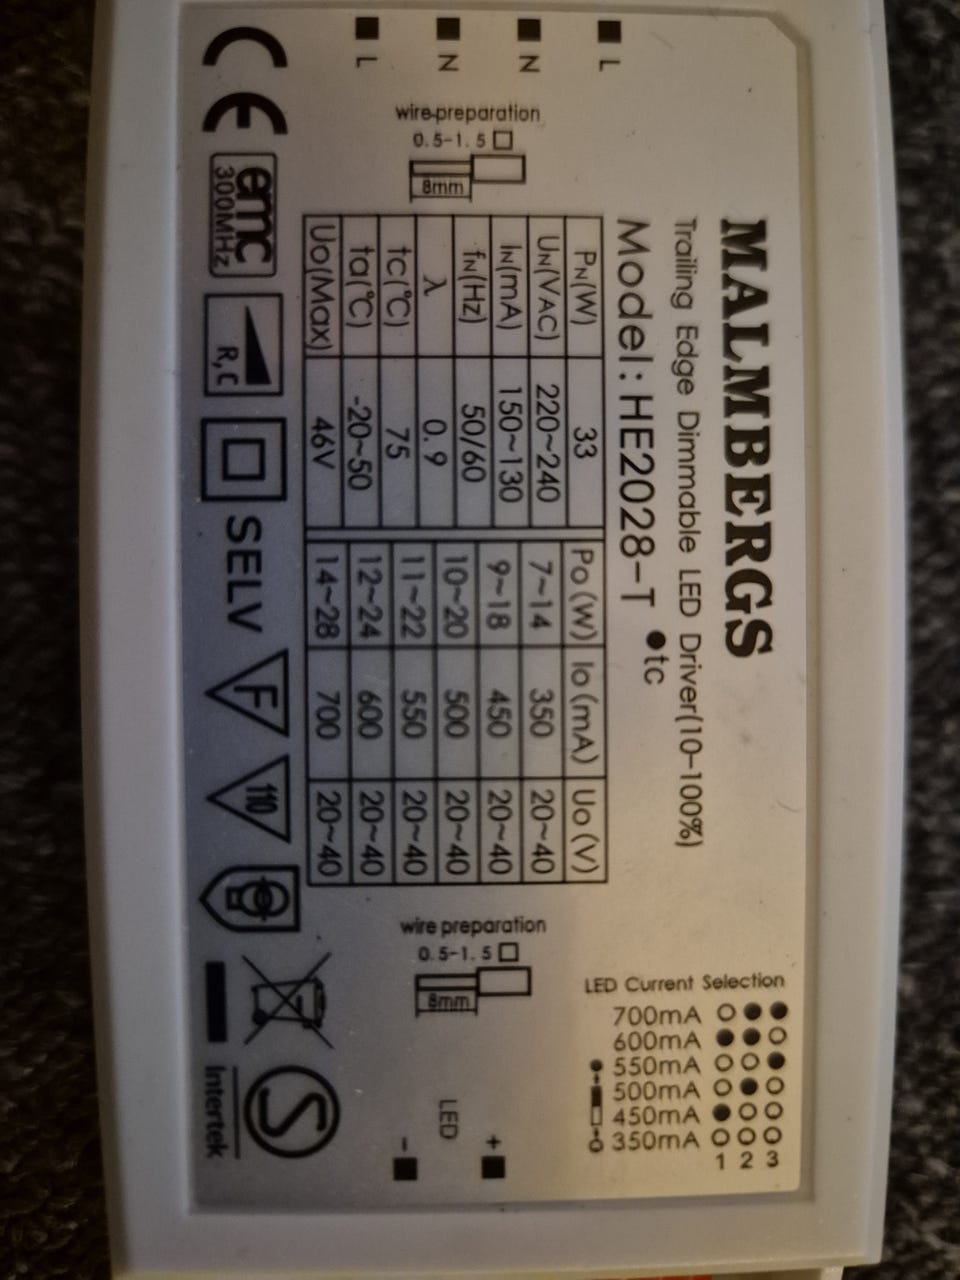 MALMBERGS
Trailing Edge Dimmable LED Driver(10-100%)
Model: HE2028-T
tc
L
N
N
L
wire preparation
0.5-1.5
8mm
PN(W) 33
UN(VAC) 220~240
IN(mA) 150~130
fN(Hz) 50/60
λ 0.9
tc(℃) 75
ta(℃) -20~50
Uo(Max) 46V
Po(W) Io(mA) Uo(V)
7~14 350 20~40
9~18 450 20~40
10~20 500 20~40
11~22 550 20~40
12~24 600 20~40
14~28 700 20~40
wire preparation
0.5-1.5
8mm
LED Current Selection
700mA
600mA
550mA
500mA
450mA
350mA
1 2 3
+
LED
-
CE
emc
300MHz
R,C
SELV
F
110
S
Intertek